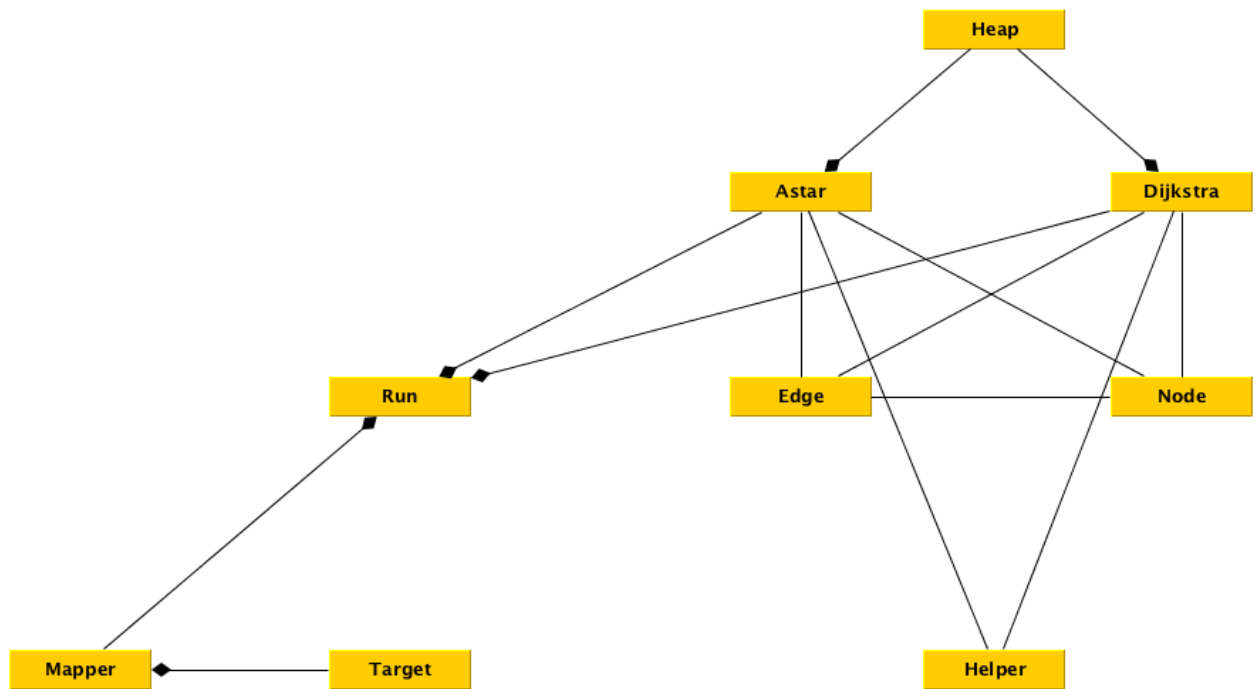 Heap
Astar
Dijkstra
Run
Edge
Node
Mapper
Target
Helper